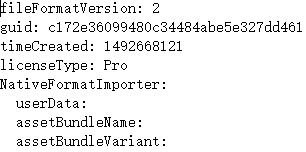 fileFormatVersion: 2
guid: c172e36099480c34484abe5e327dd461
timeCreated: 1492668121
licenseType: Pro
NativeFormatImporter:
  userData:
  assetBundleName:
  assetBundleVariant: